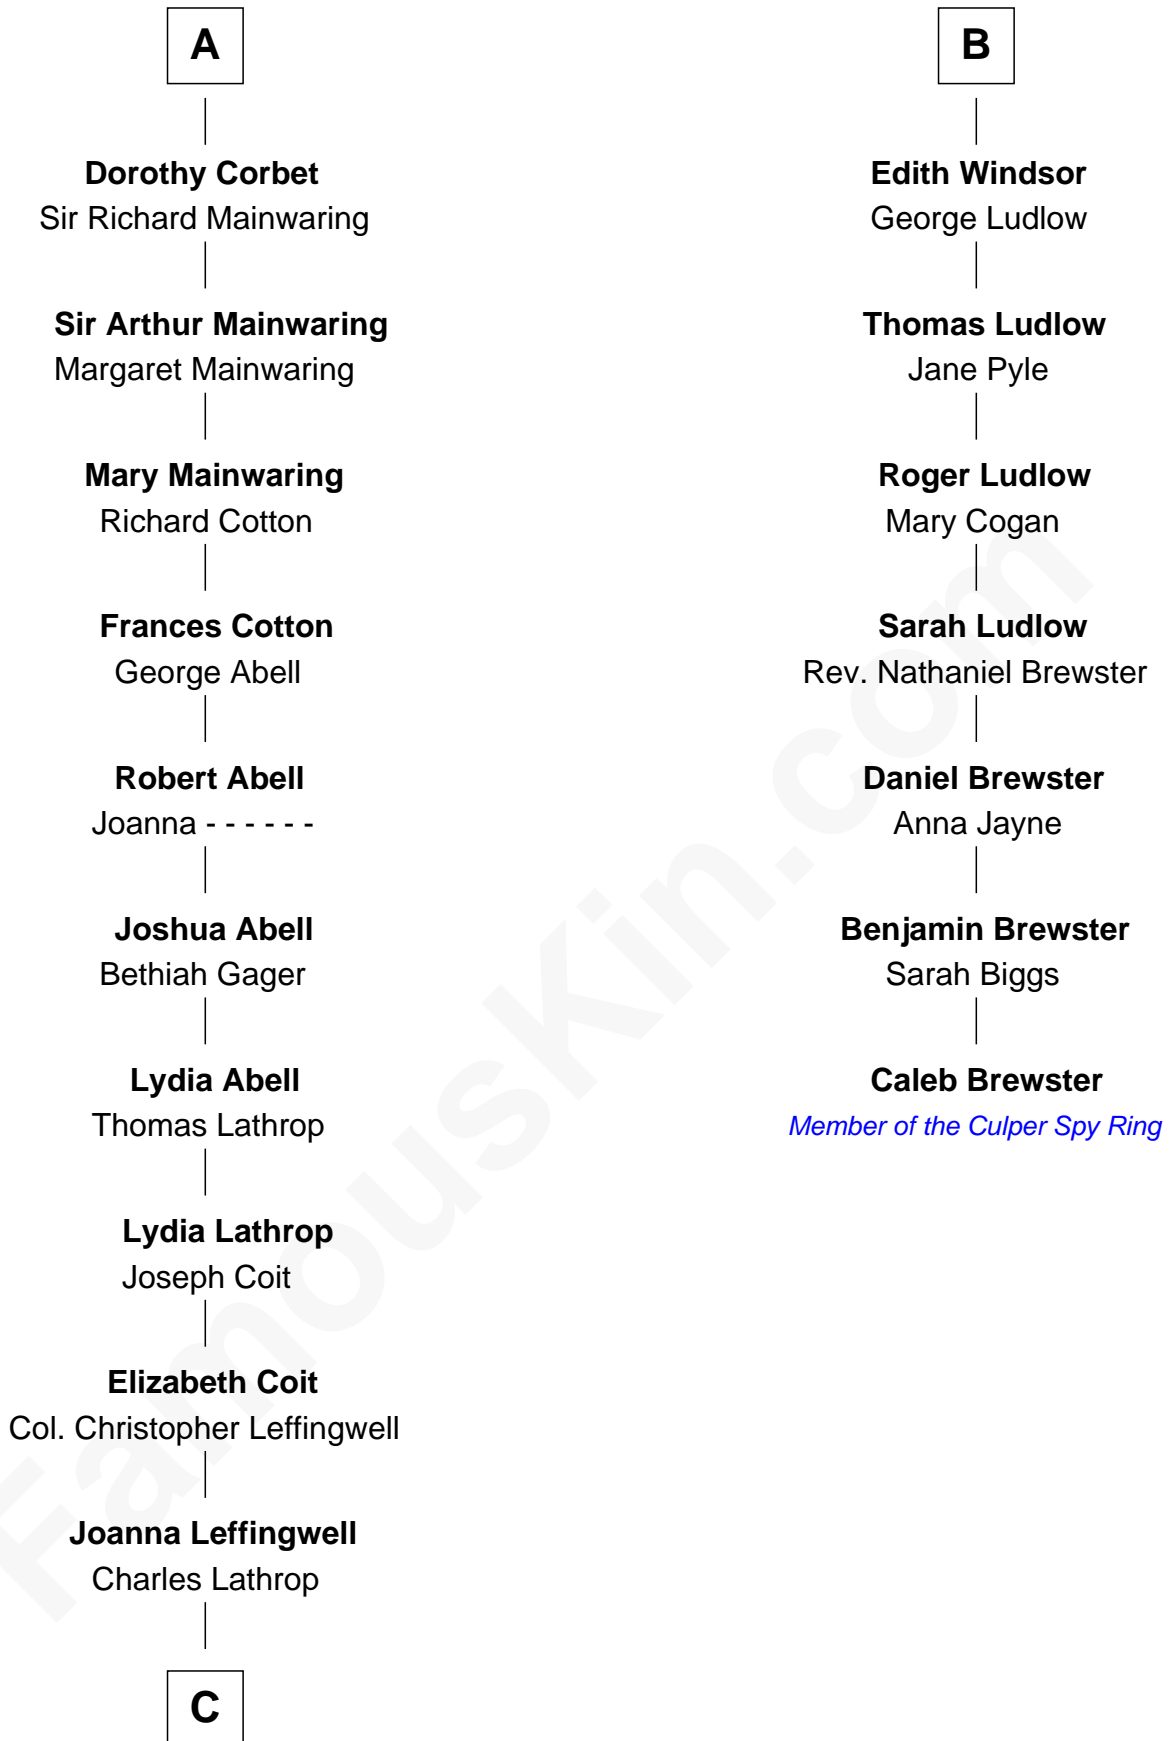 A
Dorothy Corbet
Sir Richard Mainwaring
Sir Arthur Mainwaring
Margaret Mainwaring
Mary Mainwaring
Richard Cotton
Frances Cotton
George Abell
Robert Abell
Joanna - - - - - -
Joshua Abell
Bethiah Gager
Lydia Abell
Thomas Lathrop
Lydia Lathrop
Joseph Coit
Elizabeth Coit
Col. Christopher Leffingwell
Joanna Leffingwell
Charles Lathrop
C
B
Edith Windsor
George Ludlow
Thomas Ludlow
Jane Pyle
Roger Ludlow
Mary Cogan
Sarah Ludlow
Rev. Nathaniel Brewster
Daniel Brewster
Anna Jayne
Benjamin Brewster
Sarah Biggs
Caleb Brewster
Member of the Culper Spy Ring
FamousKin.com